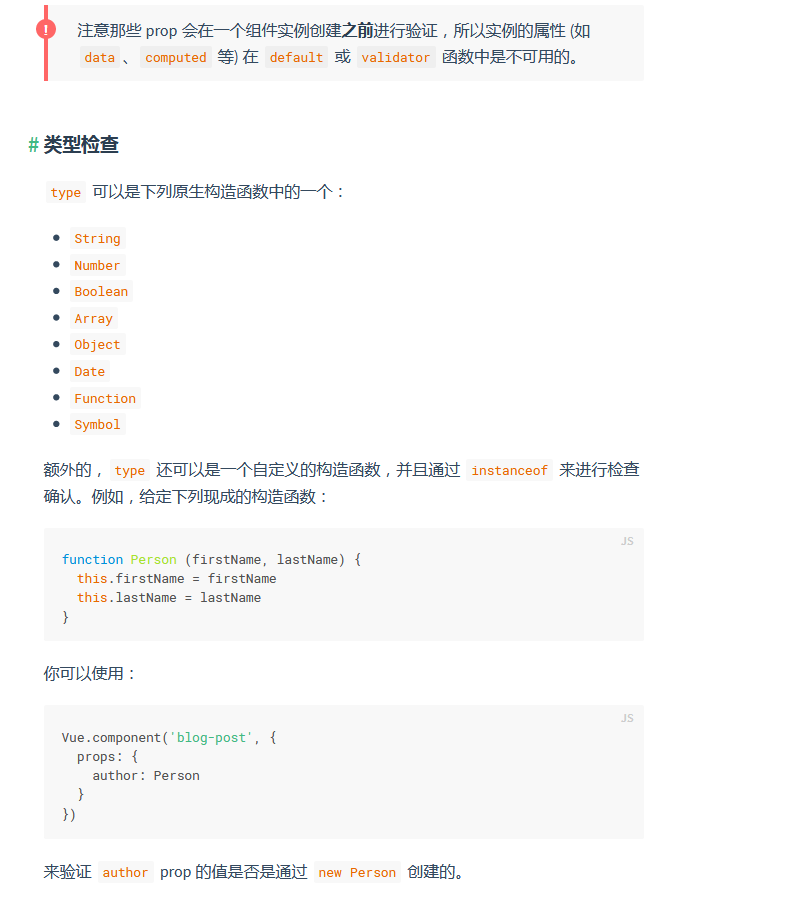 !
注意那些 prop 会在一个组件实例创建之前进行验证，所以实例的属性 (如
data 、 computed 等) 在 default 或 validator 函数中是不可用的。
# 类型检查
type 可以是下列原生构造函数中的一个：
String
Number
Boolean
Array
Object
Date
Function
Symbol
额外的， type 还可以是一个自定义的构造函数，并且通过 instanceof 来进行检查
确认。例如，给定下列现成的构造函数：
JS
function Person (firstName, lastName) {
  this.firstName = firstName
  this.lastName = lastName
}
你可以使用：
JS
Vue.component('blog-post', {
  props: {
    author: Person
  }
})
来验证 author prop 的值是否是通过 new Person 创建的。